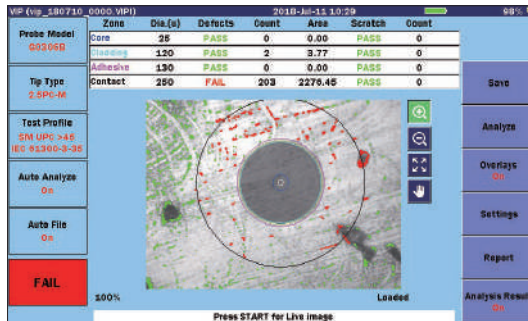 VIP (vip_180710_0000.VIPI) 2018-Jul-11 10:29 98%
Probe Model
G0306B
Tip Type
2.5PC-M
Test Profile
SM UPC >45
IEC 61300-3-35
Auto Analyze
On
Auto File
On
FAIL
Zone Dia.(u) Defects Count Area Scratch Count
Core 25 PASS 0 0.00 PASS 0
Cladding 120 PASS 2 3.77 PASS 0
Adhesive 130 PASS 0 0.00 PASS 0
Contact 250 FAIL 203 2276.45 PASS 0
100% Loaded
Press START for Live image
Save
Analyze
Overlays
On
Settings
Report
Analysis Result
On